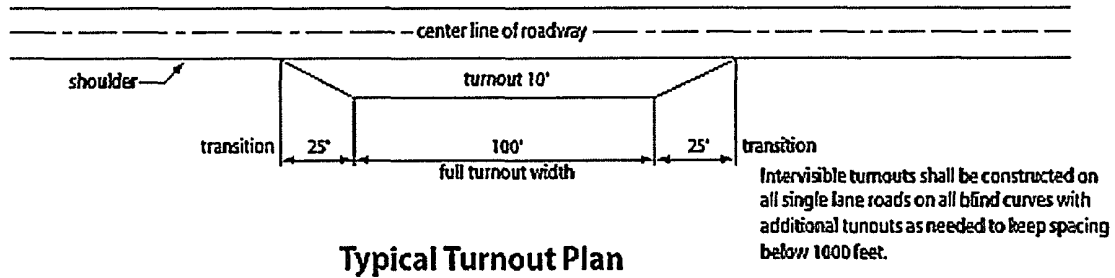 center line of roadway
shoulder
turnout 10'
transition 25' 100' 25' transition
full turnout width
Intervisible turnouts shall be constructed on
all single lane roads on all blind curves with
additional tunouts as needed to keep spacing
below 1000 feet.
Typical Turnout Plan